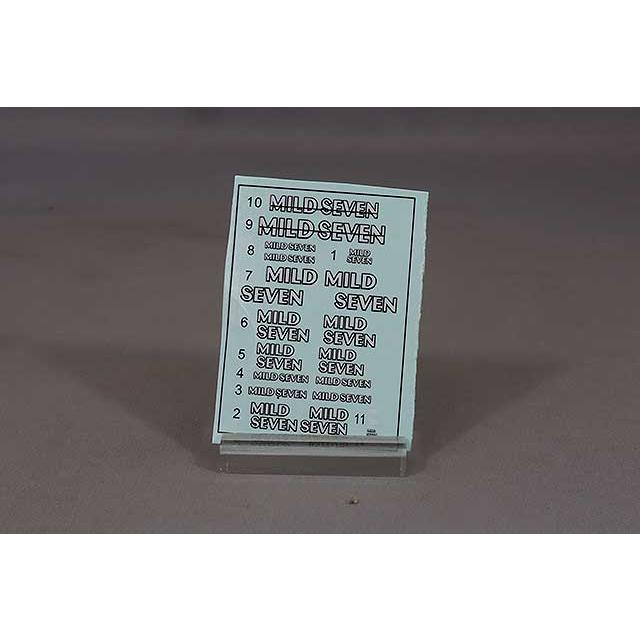 10 MILD SEVEN
9 MILD SEVEN
8 MILD SEVEN
MILD SEVEN
1 MILD
SEVEN
7 MILD MILD
SEVEN SEVEN
6 MILD MILD
SEVEN SEVEN
5 MILD MILD
SEVEN SEVEN
4 MILD SEVEN MILD SEVEN
3 MILD SEVEN MILD SEVEN
2 MILD MILD 11
SEVEN SEVEN